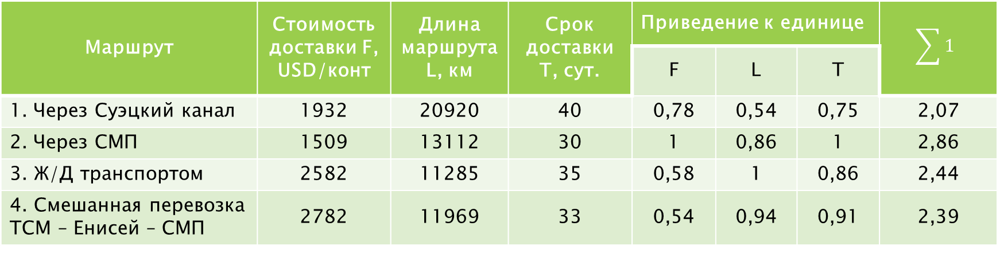 Маршрут
Стоимость
доставки F,
USD/конт
Длина
маршрута
L, км
Срок
доставки
T, сут.
Приведение к единице
F
L
T
∑ 1
1. Через Суэцкий канал 1932 20920 40 0,78 0,54 0,75 2,07
2. Через СМП 1509 13112 30 1 0,86 1 2,86
3. Ж/Д транспортом 2582 11285 35 0,58 1 0,86 2,44
4. Смешанная перевозка
ТСМ – Енисей – СМП
2782 11969 33 0,54 0,94 0,91 2,39